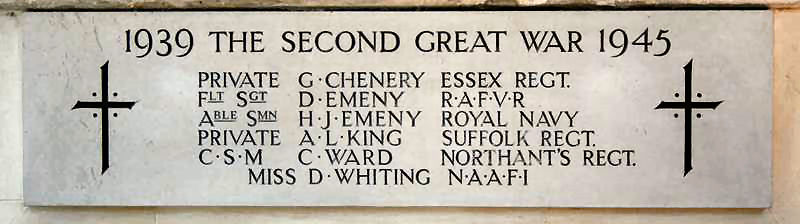 1939 THE SECOND GREAT WAR 1945
PRIVATE G·CHENERY ESSEX REGT.
FLT SGT D·EMENY R·A·F·V·R
ABLE SMN H·J·EMENY ROYAL NAVY
PRIVATE A·L·KING SUFFOLK REGT.
C·S·M C·WARD NORTHANT'S REGT.
MISS D·WHITING N·A·A·F·I